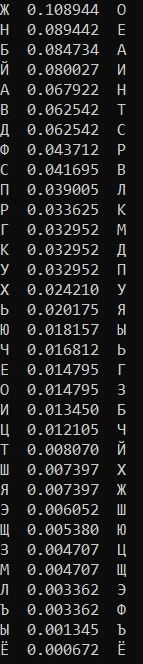 Ж 0.108944 О
Н 0.089442 Е
Б 0.084734 А
Й 0.080027 И
А 0.067922 Н
В 0.062542 Т
Д 0.062542 С
Ф 0.043712 Р
С 0.041695 В
П 0.039005 Л
Р 0.033625 К
Г 0.032952 М
К 0.032952 Д
У 0.032952 П
Х 0.024210 У
Ь 0.020175 Я
Ю 0.018157 Ы
Ч 0.016812 Ь
Е 0.014795 Г
О 0.014795 З
И 0.013450 Б
Ц 0.012105 Ч
Т 0.008070 Й
Ш 0.007397 Х
Я 0.007397 Ж
Э 0.006052 Ш
Щ 0.005380 Ю
З 0.004707 Ц
М 0.004707 Щ
Л 0.003362 Э
Ъ 0.003362 Ф
Ы 0.001345 Ъ
Ё 0.000672 Ё